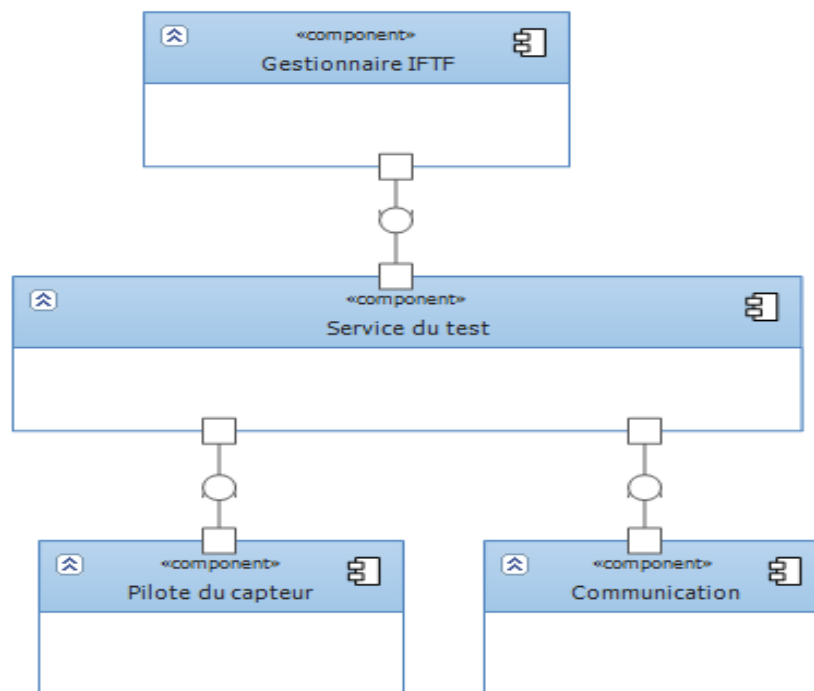 «component»
Gestionnaire IFTF
«component»
Service du test
«component»
Pilote du capteur
«component»
Communication